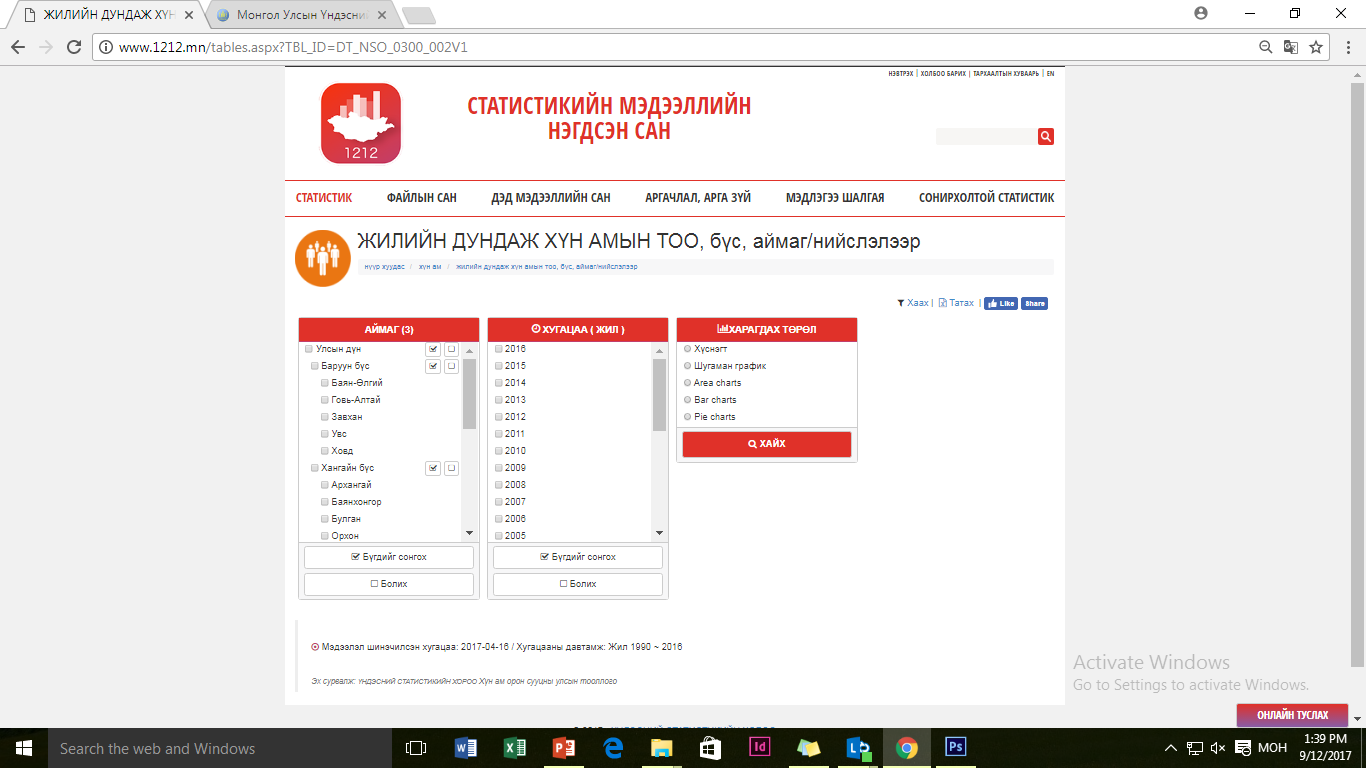 ЖИЛИЙН ДУНДАЖ ХҮН
Монгол Улсын Үндэсний
www.1212.mn/tables.aspx?TBL_ID=DT_NSO_0300_002V1
НЭВТРЭХ | ХОЛБОО БАРИХ | ТАРХААЛТЫН ХУВААРЬ | EN
1212
СТАТИСТИКИЙН МЭДЭЭЛЛИЙН
НЭГДСЭН САН
СТАТИСТИК ФАЙЛЫН САН ДЭД МЭДЭЭЛЛИЙН САН АРГАЧЛАЛ, АРГА ЗҮЙ МЭДЛЭГЭЭ ШАЛГАЯ СОНИРХОЛТОЙ СТАТИСТИК
ЖИЛИЙН ДУНДАЖ ХҮН АМЫН ТОО, бүс, аймаг/нийслэлээр
нүүр хуудас / хүн ам / жилийн дундаж хүн амын тоо, бүс, аймаг/нийслэлээр
Хаах | Татах | Like Share
АЙМАГ (3)
Улсын дүн
Баруун бүс
Баян-Өлгий
Говь-Алтай
Завхан
Увс
Ховд
Хангайн бүс
Архангай
Баянхонгор
Булган
Орхон
Бүгдийг сонгох
Болих
ХУГАЦАА ( ЖИЛ )
2016
2015
2014
2013
2012
2011
2010
2009
2008
2007
2006
2005
Бүгдийг сонгох
Болих
ХАРАГДАХ ТӨРӨЛ
Хүснэгт
Шугаман график
Area charts
Bar charts
Pie charts
ХАЙХ
Мэдээлэл шинэчилсэн хугацаа: 2017-04-16 / Хугацааны давтамж: Жил 1990 ~ 2016
Эх сурвалж: ҮНДЭСНИЙ СТАТИСТИКИЙН ХОРОО Хүн ам орон сууцны улсын тооллого
Activate Windows
Go to Settings to activate Windows.
ОНЛАЙН ТУСЛАХ
Search the web and Windows
МОН
1:39 PM
9/12/2017